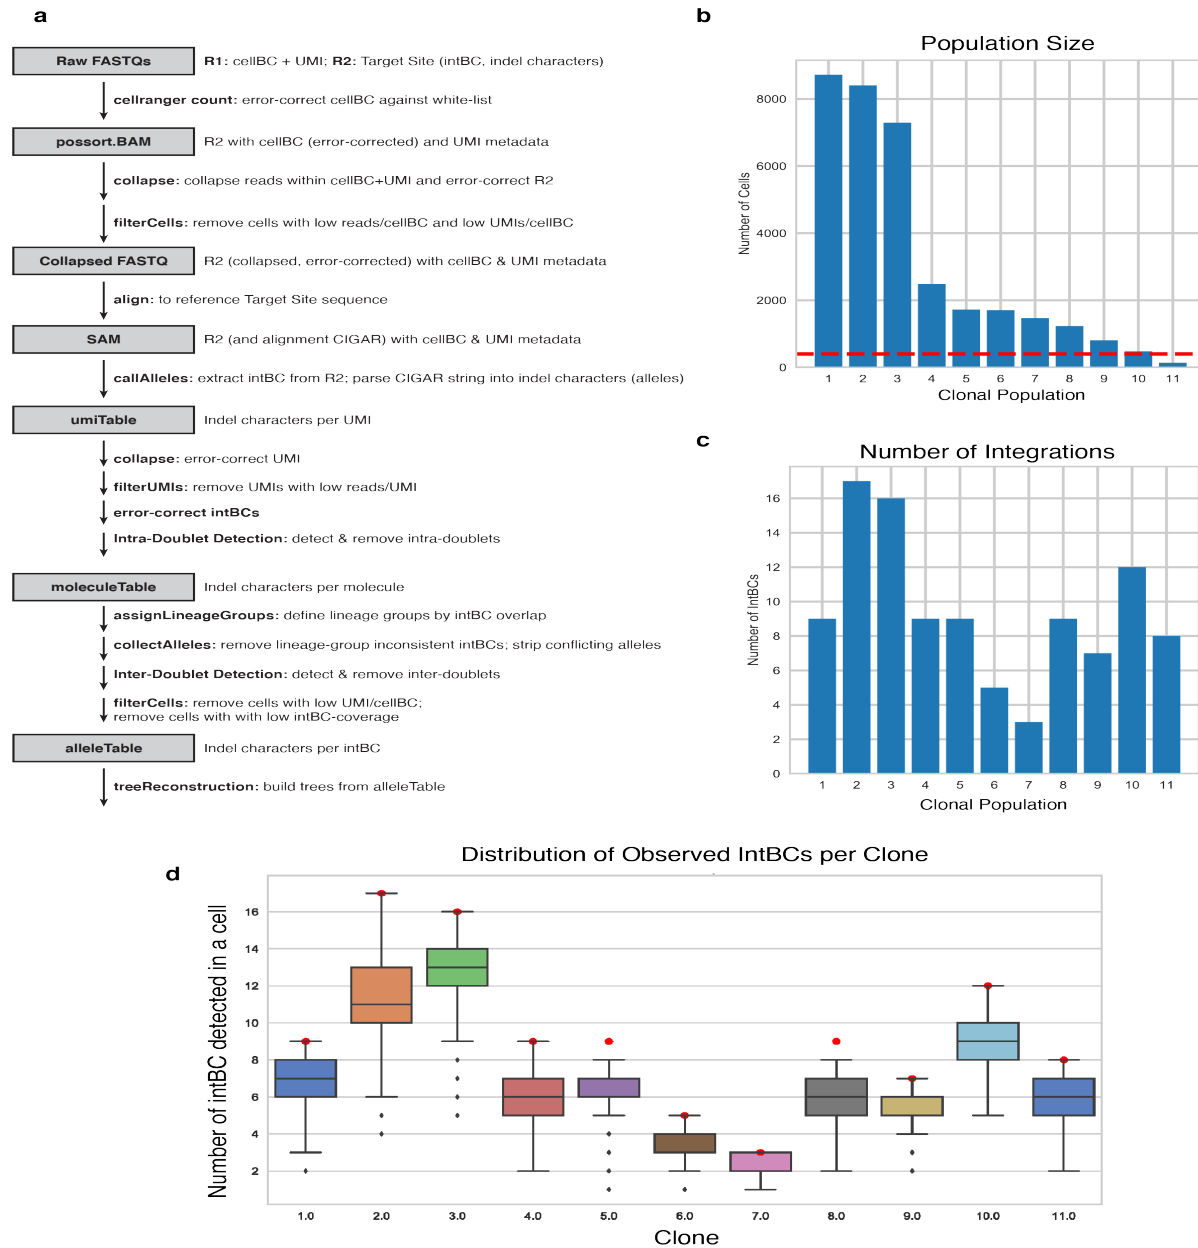 a
Raw FASTQs
R1: cellBC + UMI; R2: Target Site (intBC, indel characters)
cellranger count: error-correct cellBC against white-list
possort.BAM
R2 with cellBC (error-corrected) and UMI metadata
collapse: collapse reads within cellBC+UMI and error-correct R2
filterCells: remove cells with low reads/cellBC and low UMIs/cellBC
Collapsed FASTQ
R2 (collapsed, error-corrected) with cellBC & UMI metadata
align: to reference Target Site sequence
SAM
R2 (and alignment CIGAR) with cellBC & UMI metadata
callAlleles: extract intBC from R2; parse CIGAR string into indel characters (alleles)
umiTable
Indel characters per UMI
collapse: error-correct UMI
filterUMIs: remove UMIs with low reads/UMI
error-correct intBCs
Intra-Doublet Detection: detect & remove intra-doublets
moleculeTable
Indel characters per molecule
assignLineageGroups: define lineage groups by intBC overlap
collectAlleles: remove lineage-group inconsistent intBCs; strip conflicting alleles
Inter-Doublet Detection: detect & remove inter-doublets
filterCells: remove cells with low UMI/cellBC;
remove cells with with low intBC-coverage
alleleTable
Indel characters per intBC
treeReconstruction: build trees from alleleTable
b
Population Size
Number of Cells
8000
6000
4000
2000
0
1 2 3 4 5 6 7 8 9 10 11
Clonal Population
c
Number of Integrations
Number of IntBCs
16
14
12
10
8
6
4
2
0
1 2 3 4 5 6 7 8 9 10 11
Clonal Population
d
Distribution of Observed IntBCs per Clone
Number of intBC detected in a cell
16
14
12
10
8
6
4
2
1.0 2.0 3.0 4.0 5.0 6.0 7.0 8.0 9.0 10.0 11.0
Clone